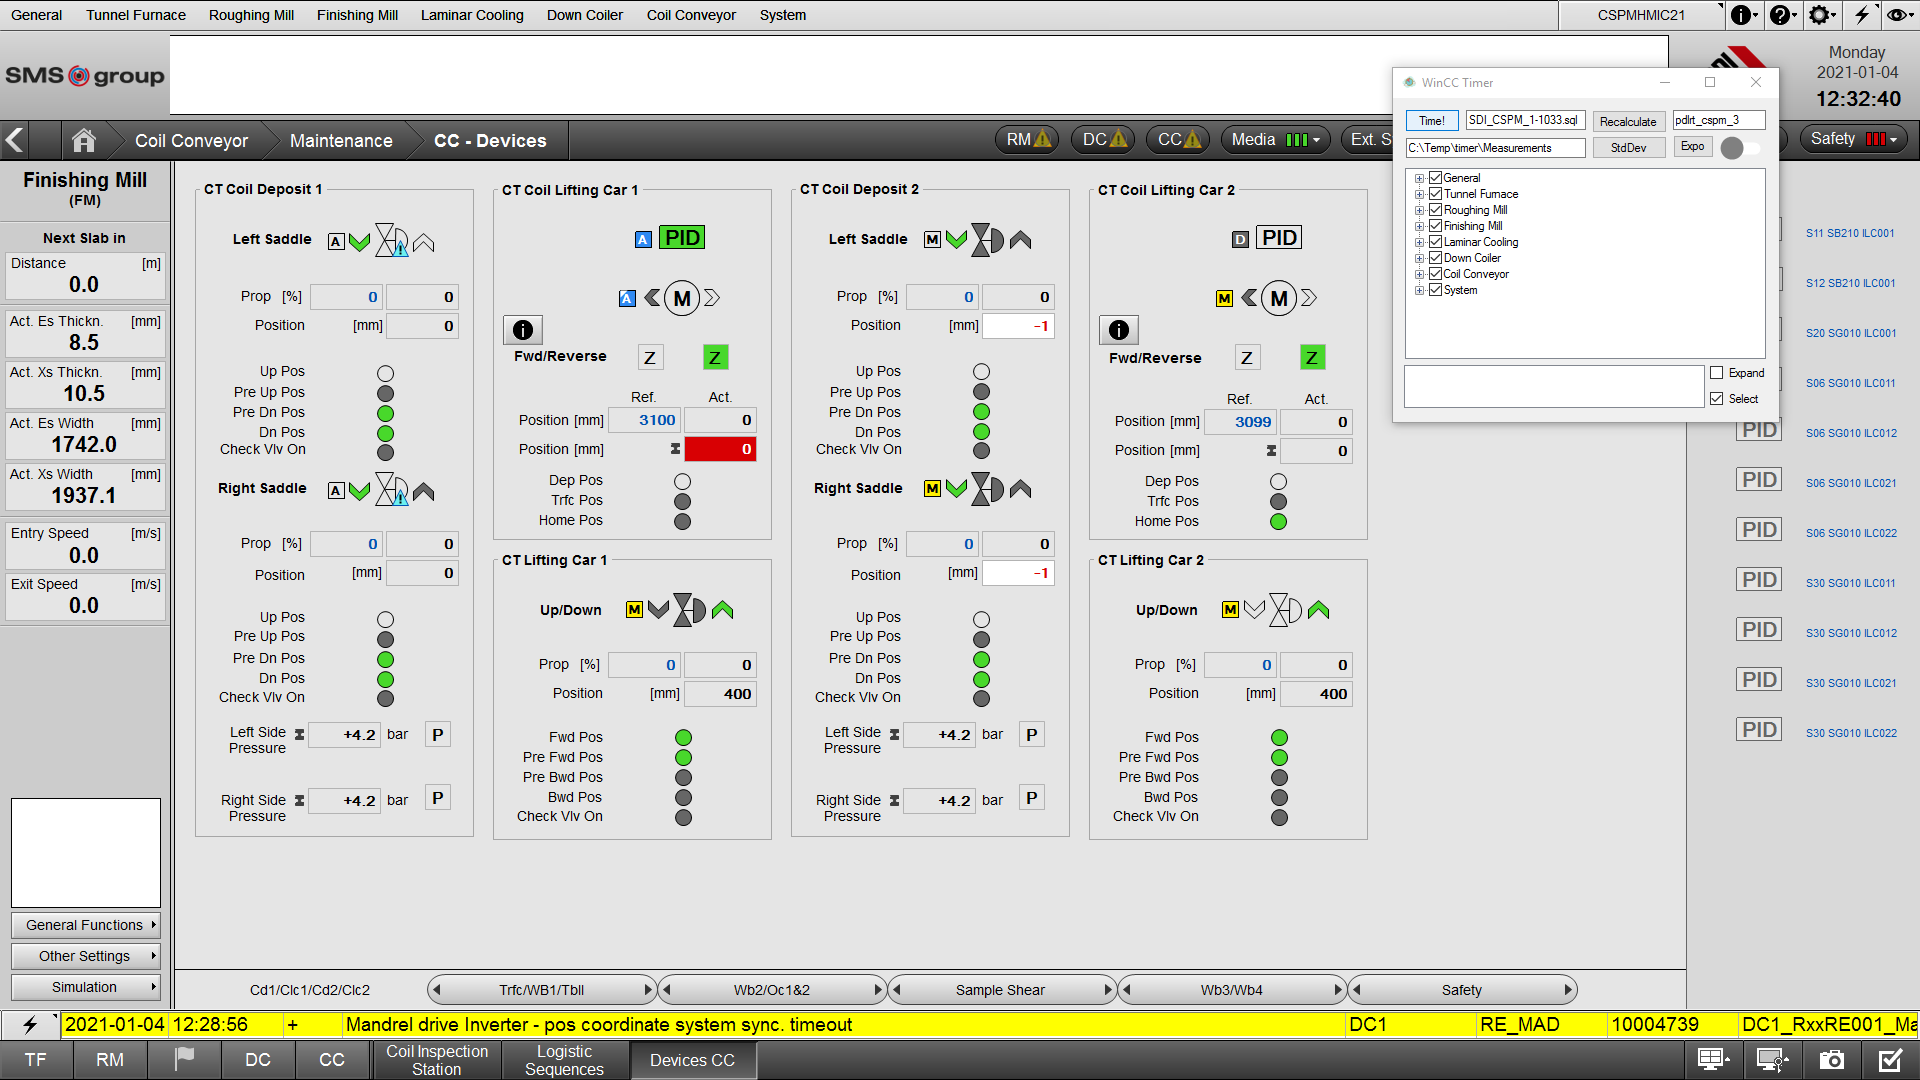 General Tunnel Furnace Roughing Mill Finishing Mill Laminar Cooling Down Coiler Coil Conveyor System CSPMHMIC21
SMS group
Monday
2021-01-04
12:32:40
Coil Conveyor Maintenance CC - Devices RM DC CC Media Ext. S Safety
WinCC Timer
Time! SDI_CSPM_1-1033.sql Recalculate pdlrt_cspm_3
C:\Temp\timer\Measurements StdDev Expo
General
Tunnel Furnace
Roughing Mill
Finishing Mill
Laminar Cooling
Down Coiler
Coil Conveyor
System
Expand
Select
Finishing Mill
(FM)
Next Slab in
Distance [m]
0.0
Act. Es Thickn. [mm]
8.5
Act. Xs Thickn. [mm]
10.5
Act. Es Width [mm]
1742.0
Act. Xs Width [mm]
1937.1
Entry Speed [m/s]
0.0
Exit Speed [m/s]
0.0
General Functions
Other Settings
Simulation
CT Coil Deposit 1
Left Saddle A
Prop [%] 0 0
Position [mm] 0
Up Pos
Pre Up Pos
Pre Dn Pos
Dn Pos
Check Vlv On
Right Saddle A
Prop [%] 0 0
Position [mm] 0
Up Pos
Pre Up Pos
Pre Dn Pos
Dn Pos
Check Vlv On
Left Side Pressure +4.2 bar P
Right Side Pressure +4.2 bar P
CT Coil Lifting Car 1
A PID
A M
Fwd/Reverse Z Z
Ref. Act.
Position [mm] 3100 0
Position [mm] 0
Dep Pos
Trfc Pos
Home Pos
CT Lifting Car 1
Up/Down M
Prop [%] 0 0
Position [mm] 400
Fwd Pos
Pre Fwd Pos
Pre Bwd Pos
Bwd Pos
Check Vlv On
CT Coil Deposit 2
Left Saddle M
Prop [%] 0 0
Position [mm] -1
Up Pos
Pre Up Pos
Pre Dn Pos
Dn Pos
Check Vlv On
Right Saddle M
Prop [%] 0 0
Position [mm] -1
Up Pos
Pre Up Pos
Pre Dn Pos
Dn Pos
Check Vlv On
Left Side Pressure +4.2 bar P
Right Side Pressure +4.2 bar P
CT Coil Lifting Car 2
D PID
M M
Fwd/Reverse Z Z
Ref. Act.
Position [mm] 3099 0
Position [mm] 0
Dep Pos
Trfc Pos
Home Pos
CT Lifting Car 2
Up/Down M
Prop [%] 0 0
Position [mm] 400
Fwd Pos
Pre Fwd Pos
Pre Bwd Pos
Bwd Pos
Check Vlv On
S11 SB210 ILC001
S12 SB210 ILC001
S20 SG010 ILC001
S06 SG010 ILC011
PID S06 SG010 ILC012
PID S06 SG010 ILC021
PID S06 SG010 ILC022
PID S30 SG010 ILC011
PID S30 SG010 ILC012
PID S30 SG010 ILC021
PID S30 SG010 ILC022
Cd1/Clc1/Cd2/Clc2 Trfc/WB1/Tbll Wb2/Oc1&2 Sample Shear Wb3/Wb4 Safety
2021-01-04 12:28:56 + Mandrel drive Inverter - pos coordinate system sync. timeout DC1 RE_MAD 10004739 DC1_RxxRE001_Ma
TF RM DC CC Coil Inspection Station Logistic Sequences Devices CC